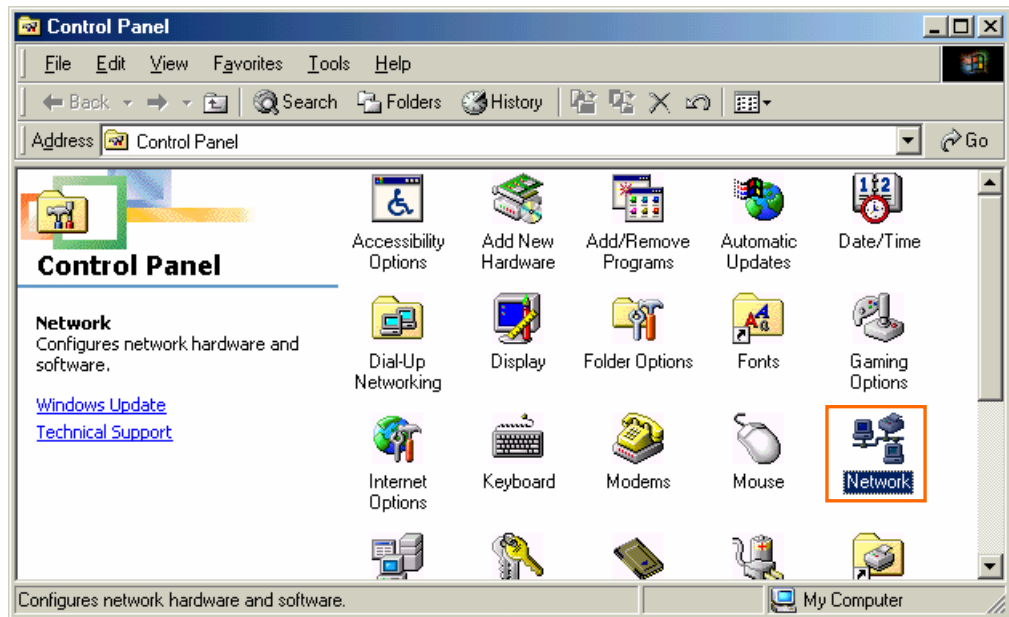 Control Panel
File Edit View Favorites Tools Help
Back Search Folders History
Address Control Panel Go
Control Panel
Network
Configures network hardware and
software.
Windows Update
Technical Support
Accessibility
Options
Add New
Hardware
Add/Remove
Programs
Automatic
Updates
Date/Time
Dial-Up
Networking
Display
Folder Options
Fonts
Gaming
Options
Internet
Options
Keyboard
Modems
Mouse
Network
Configures network hardware and software.
My Computer